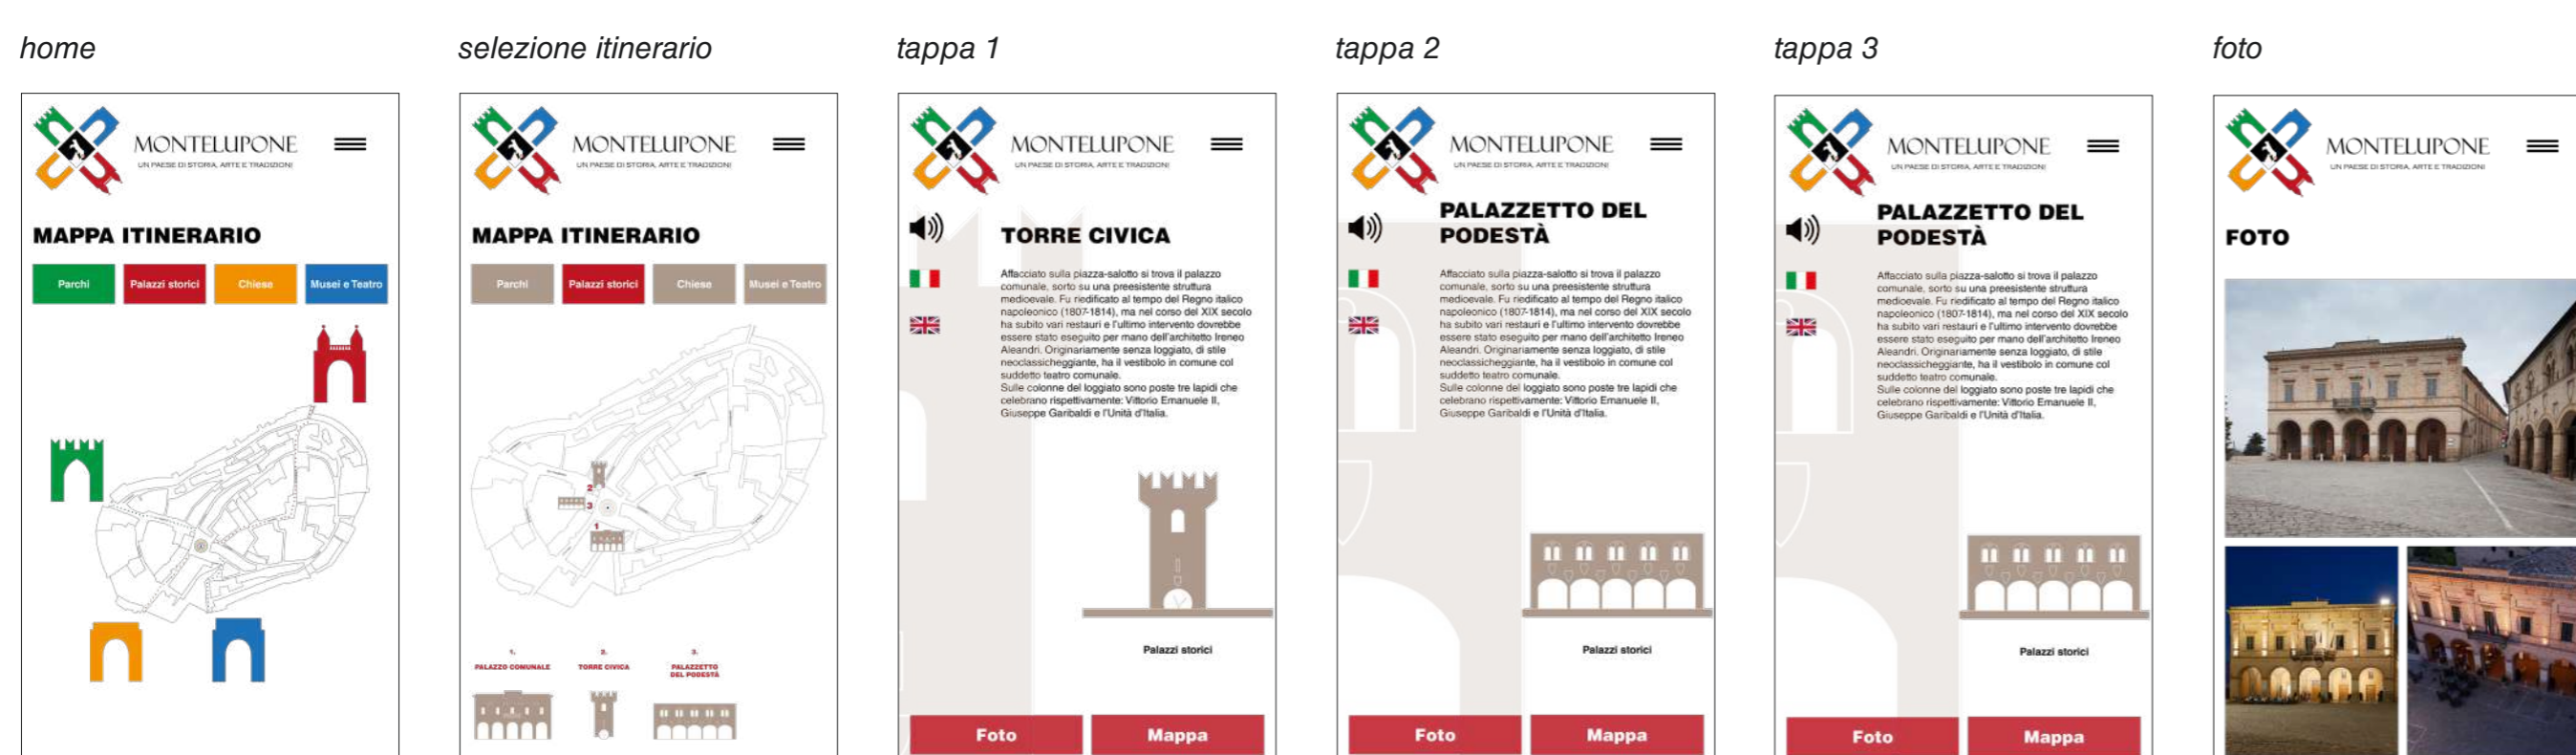 home
MONTELUPONE
UN PAESE DI STORIA, ARTE E TRADIZIONI
MAPPA ITINERARIO
Parchi
Palazzi storici
Chiese
Musei e Teatro
selezione itinerario
MONTELUPONE
UN PAESE DI STORIA, ARTE E TRADIZIONI
MAPPA ITINERARIO
Parchi
Palazzi storici
Chiese
Musei e Teatro
2
3
1
1.
PALAZZO COMUNALE
2.
TORRE CIVICA
3.
PALAZZETTO
DEL PODESTÀ
tappa 1
MONTELUPONE
UN PAESE DI STORIA, ARTE E TRADIZIONI
TORRE CIVICA
Affacciato sulla piazza-salotto si trova il palazzo
comunale, sorto su una preesistente struttura
medioevale. Fu riedificato al tempo del Regno italico
napoleonico (1807-1814), ma nel corso del XIX secolo
ha subito vari restauri e l'ultimo intervento dovrebbe
essere stato eseguito per mano dell'architetto Ireneo
Aleandri. Originariamente senza loggiato, di stile
neoclassicheggiante, ha il vestibolo in comune col
suddetto teatro comunale.
Sulle colonne del loggiato sono poste tre lapidi che
celebrano rispettivamente: Vittorio Emanuele II,
Giuseppe Garibaldi e l'Unità d'Italia.
Palazzi storici
Foto
Mappa
tappa 2
MONTELUPONE
UN PAESE DI STORIA, ARTE E TRADIZIONI
PALAZZETTO DEL
PODESTÀ
Affacciato sulla piazza-salotto si trova il palazzo
comunale, sorto su una preesistente struttura
medioevale. Fu riedificato al tempo del Regno italico
napoleonico (1807-1814), ma nel corso del XIX secolo
ha subito vari restauri e l'ultimo intervento dovrebbe
essere stato eseguito per mano dell'architetto Ireneo
Aleandri. Originariamente senza loggiato, di stile
neoclassicheggiante, ha il vestibolo in comune col
suddetto teatro comunale.
Sulle colonne del loggiato sono poste tre lapidi che
celebrano rispettivamente: Vittorio Emanuele II,
Giuseppe Garibaldi e l'Unità d'Italia.
Palazzi storici
Foto
Mappa
tappa 3
MONTELUPONE
UN PAESE DI STORIA, ARTE E TRADIZIONI
PALAZZETTO DEL
PODESTÀ
Affacciato sulla piazza-salotto si trova il palazzo
comunale, sorto su una preesistente struttura
medioevale. Fu riedificato al tempo del Regno italico
napoleonico (1807-1814), ma nel corso del XIX secolo
ha subito vari restauri e l'ultimo intervento dovrebbe
essere stato eseguito per mano dell'architetto Ireneo
Aleandri. Originariamente senza loggiato, di stile
neoclassicheggiante, ha il vestibolo in comune col
suddetto teatro comunale.
Sulle colonne del loggiato sono poste tre lapidi che
celebrano rispettivamente: Vittorio Emanuele II,
Giuseppe Garibaldi e l'Unità d'Italia.
Palazzi storici
Foto
Mappa
foto
MONTELUPONE
UN PAESE DI STORIA, ARTE E TRADIZIONI
FOTO